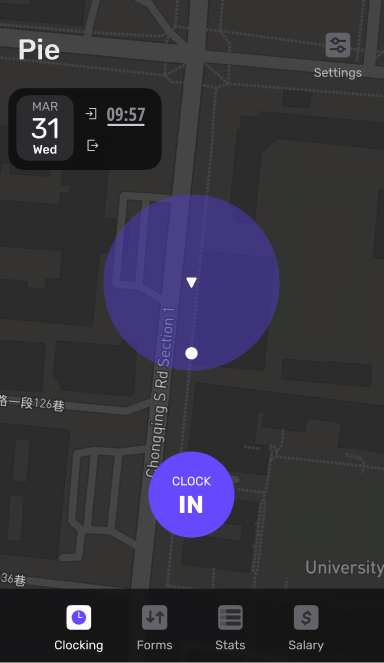 Pie
Settings
MAR
31
Wed
09:57
Chongqing S Rd Section 1
路一段126巷
CLOCK
IN
University
36巷
Clocking
Forms
Stats
Salary